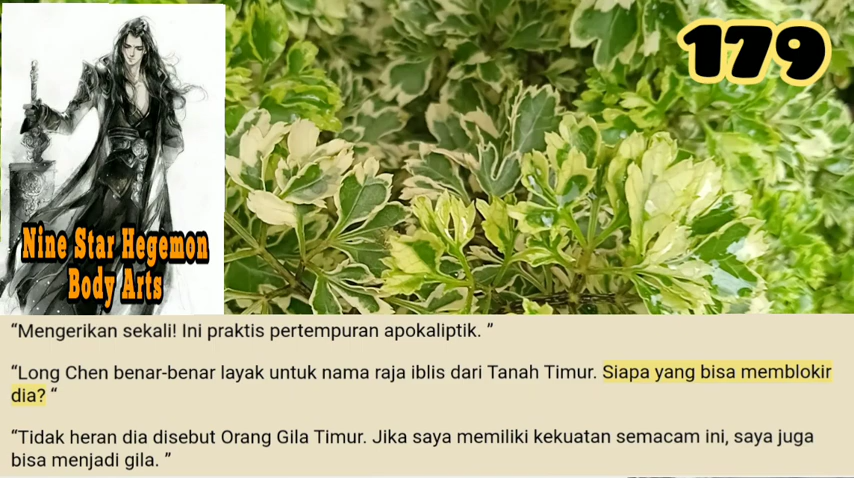 179
Nine Star Hegemon
Body Arts
“Mengerikan sekali! Ini praktis pertempuran apokaliptik. ”
“Long Chen benar-benar layak untuk nama raja iblis dari Tanah Timur. Siapa yang bisa memblokir
dia? “
“Tidak heran dia disebut Orang Gila Timur. Jika saya memiliki kekuatan semacam ini, saya juga
bisa menjadi gila. ”